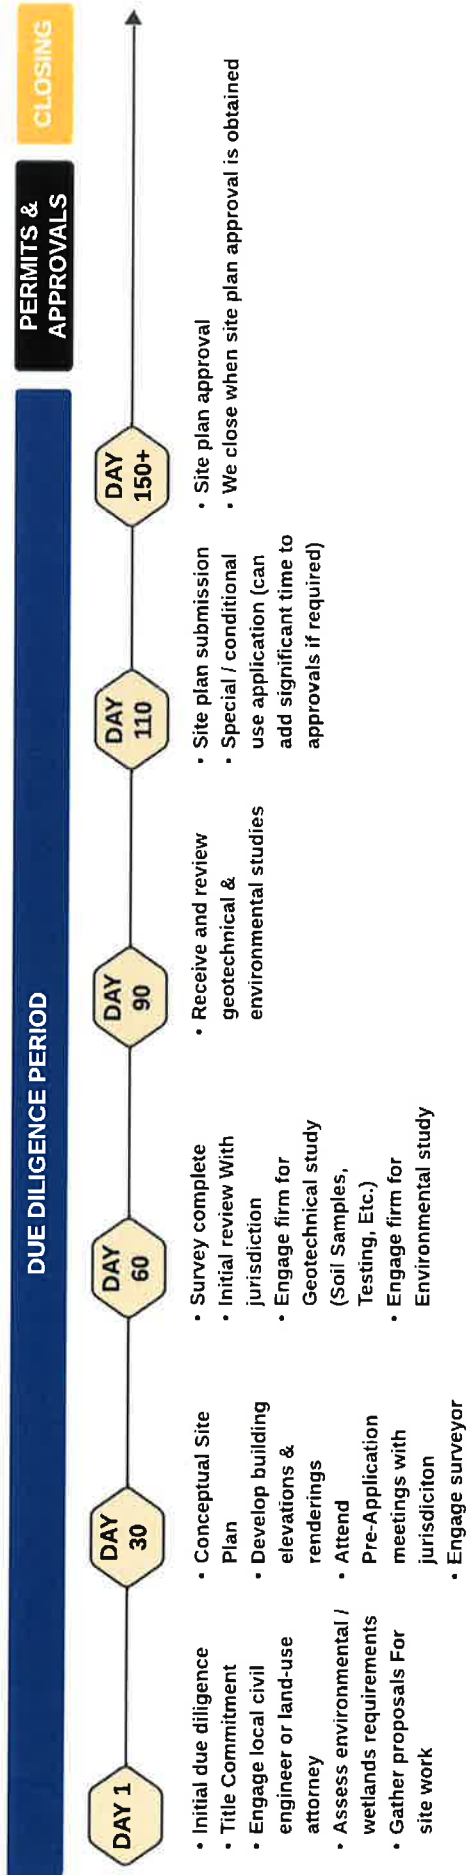 DUE DILIGENCE PERIOD
PERMITS &
APPROVALS
CLOSING
DAY 1
• Initial due diligence
• Title Commitment
• Engage local civil
engineer or land-use
attorney
• Assess environmental /
wetlands requirements
• Gather proposals For
site work
DAY
30
• Conceptual Site
Plan
• Develop building
elevations &
renderings
• Attend
Pre-Application
meetings with
jurisdiciton
• Engage surveyor
DAY
60
• Survey complete
• Initial review With
jurisdiction
• Engage firm for
Geotechnical study
(Soil Samples,
Testing, Etc.)
• Engage firm for
Environmental study
DAY
90
• Receive and review
geotechnical &
environmental studies
DAY
110
• Site plan submission
• Special / conditional
use application (can
add significant time to
approvals if required)
DAY
150+
• Site plan approval
• We close when site plan approval is obtained